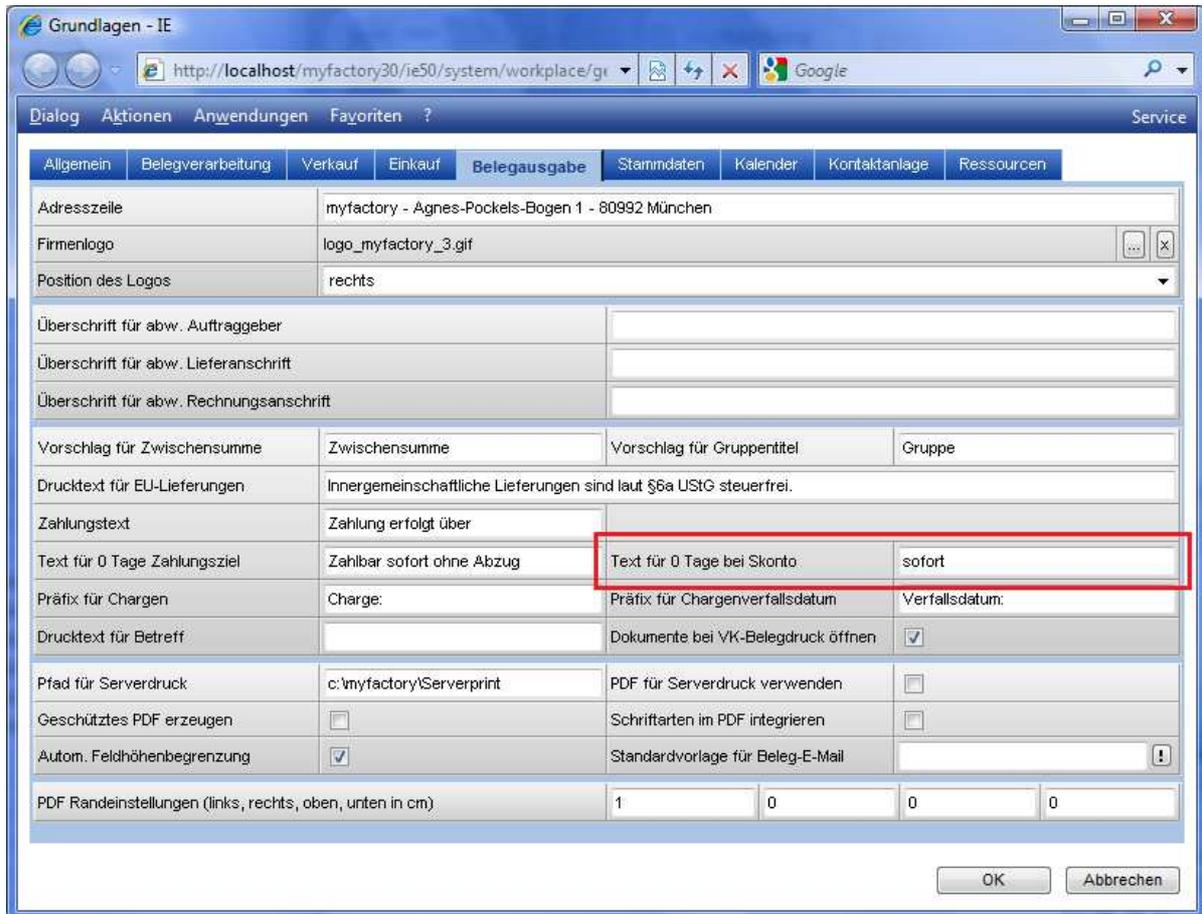 Grundlagen - IE
http://localhost/myfactory30/ie50/system/workplace/ge
Google
Dialog Aktionen Anwendungen Favoriten ? Service
Allgemein Belegverarbeitung Verkauf Einkauf Belegausgabe Stammdaten Kalender Kontaktanlage Ressourcen
Adresszeile myfactory - Agnes-Pockels-Bogen 1 - 80992 München
Firmenlogo logo_myfactory_3.gif ... x
Position des Logos rechts
Überschrift für abw. Auftraggeber
Überschrift für abw. Lieferanschrift
Überschrift für abw. Rechnungsanschrift
Vorschlag für Zwischensumme Zwischensumme Vorschlag für Gruppentitel Gruppe
Drucktext für EU-Lieferungen Innergemeinschaftliche Lieferungen sind laut §6a UStG steuerfrei.
Zahlungstext Zahlung erfolgt über
Text für 0 Tage Zahlungsziel Zahlbar sofort ohne Abzug Text für 0 Tage bei Skonto sofort
Präfix für Chargen Charge: Präfix für Chargenverfallsdatum Verfallsdatum:
Drucktext für Betreff Dokumente bei VK-Belegdruck öffnen
Pfad für Serverdruck c:\myfactory\Serverprint PDF für Serverdruck verwenden
Geschütztes PDF erzeugen Schriftarten im PDF integrieren
Autom. Feldhöhenbegrenzung Standardvorlage für Beleg-E-Mail !
PDF Randeinstellungen (links, rechts, oben, unten in cm) 1 0 0 0
OK Abbrechen